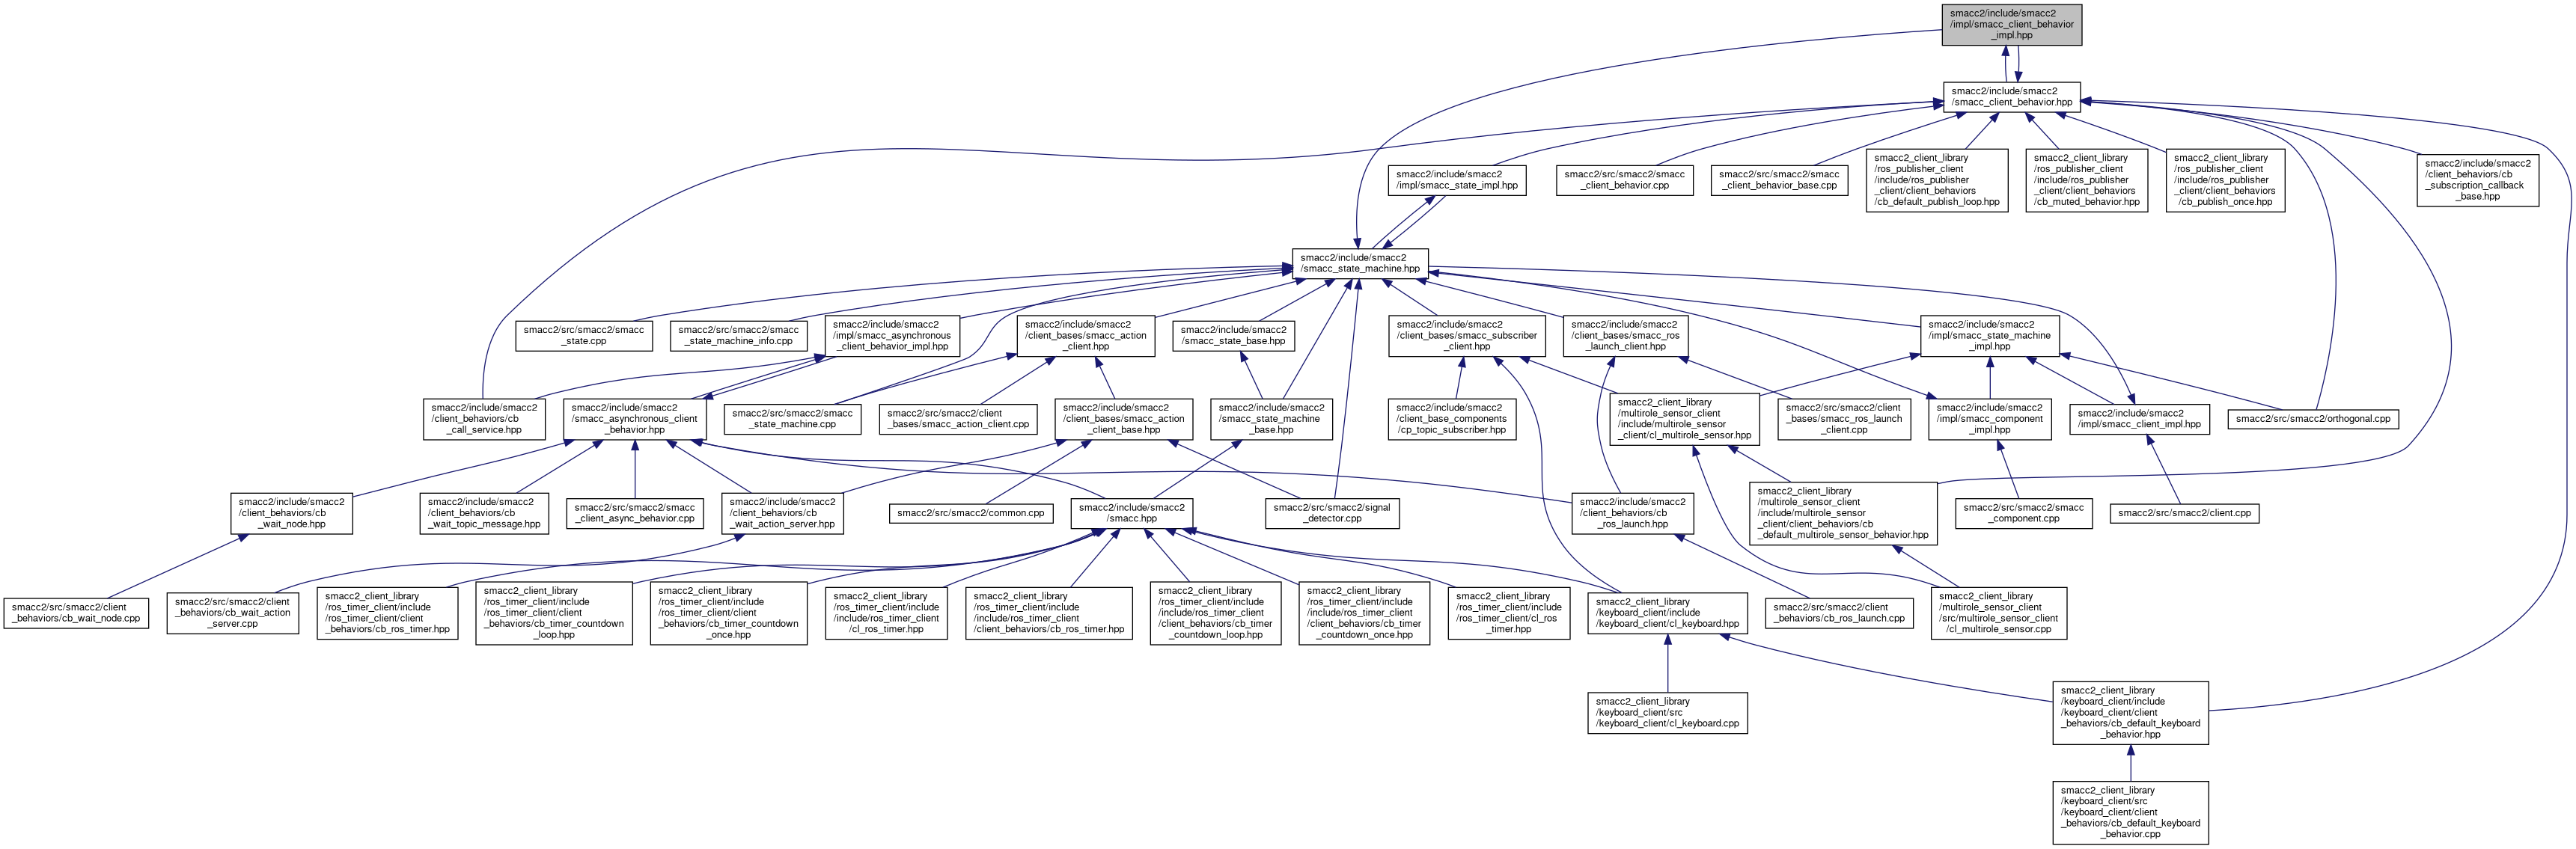 smacc2/include/smacc2
/impl/smacc_client_behavior
_impl.hpp
smacc2/include/smacc2
/smacc_client_behavior.hpp
smacc2/include/smacc2
/impl/smacc_state_impl.hpp
smacc2/src/smacc2/smacc
_client_behavior.cpp
smacc2/src/smacc2/smacc
_client_behavior_base.cpp
smacc2_client_library
/ros_publisher_client
/include/ros_publisher
_client/client_behaviors
/cb_default_publish_loop.hpp
smacc2_client_library
/ros_publisher_client
/include/ros_publisher
_client/client_behaviors
/cb_muted_behavior.hpp
smacc2_client_library
/ros_publisher_client
/include/ros_publisher
_client/client_behaviors
/cb_publish_once.hpp
smacc2/include/smacc2
/client_behaviors/cb
_subscription_callback
_base.hpp
smacc2/include/smacc2
/smacc_state_machine.hpp
smacc2/src/smacc2/smacc
_state.cpp
smacc2/src/smacc2/smacc
_state_machine_info.cpp
smacc2/include/smacc2
/impl/smacc_asynchronous
_client_behavior_impl.hpp
smacc2/include/smacc2
/client_bases/smacc_action
_client.hpp
smacc2/include/smacc2
/smacc_state_base.hpp
smacc2/include/smacc2
/client_bases/smacc_subscriber
_client.hpp
smacc2/include/smacc2
/client_bases/smacc_ros
_launch_client.hpp
smacc2/include/smacc2
/impl/smacc_state_machine
_impl.hpp
smacc2/include/smacc2
/client_behaviors/cb
_call_service.hpp
smacc2/include/smacc2
/smacc_asynchronous_client
_behavior.hpp
smacc2/src/smacc2/smacc
_state_machine.cpp
smacc2/src/smacc2/client
_bases/smacc_action_client.cpp
smacc2/include/smacc2
/client_bases/smacc_action
_client_base.hpp
smacc2/include/smacc2
/smacc_state_machine
_base.hpp
smacc2/include/smacc2
/client_base_components
/cp_topic_subscriber.hpp
smacc2_client_library
/multirole_sensor_client
/include/multirole_sensor
_client/cl_multirole_sensor.hpp
smacc2/src/smacc2/client
_bases/smacc_ros_launch
_client.cpp
smacc2/include/smacc2
/impl/smacc_component
_impl.hpp
smacc2/include/smacc2
/impl/smacc_client_impl.hpp
smacc2/src/smacc2/orthogonal.cpp
smacc2/include/smacc2
/client_behaviors/cb
_wait_node.hpp
smacc2/include/smacc2
/client_behaviors/cb
_wait_topic_message.hpp
smacc2/src/smacc2/smacc
_client_async_behavior.cpp
smacc2/include/smacc2
/client_behaviors/cb
_wait_action_server.hpp
smacc2/src/smacc2/common.cpp
smacc2/include/smacc2
/smacc.hpp
smacc2/src/smacc2/signal
_detector.cpp
smacc2/include/smacc2
/client_behaviors/cb
_ros_launch.hpp
smacc2_client_library
/multirole_sensor_client
/include/multirole_sensor
_client/client_behaviors/cb
_default_multirole_sensor_behavior.hpp
smacc2/src/smacc2/smacc
_component.cpp
smacc2/src/smacc2/client.cpp
smacc2/src/smacc2/client
_behaviors/cb_wait_node.cpp
smacc2/src/smacc2/client
_behaviors/cb_wait_action
_server.cpp
smacc2_client_library
/ros_timer_client/include
/ros_timer_client/client
_behaviors/cb_ros_timer.hpp
smacc2_client_library
/ros_timer_client/include
/ros_timer_client/client
_behaviors/cb_timer_countdown
_loop.hpp
smacc2_client_library
/ros_timer_client/include
/ros_timer_client/client
_behaviors/cb_timer_countdown
_once.hpp
smacc2_client_library
/ros_timer_client/include
/include/ros_timer_client
/cl_ros_timer.hpp
smacc2_client_library
/ros_timer_client/include
/include/ros_timer_client
/client_behaviors/cb_ros_timer.hpp
smacc2_client_library
/ros_timer_client/include
/include/ros_timer_client
/client_behaviors/cb_timer
_countdown_loop.hpp
smacc2_client_library
/ros_timer_client/include
/include/ros_timer_client
/client_behaviors/cb_timer
_countdown_once.hpp
smacc2_client_library
/ros_timer_client/include
/ros_timer_client/cl_ros
_timer.hpp
smacc2_client_library
/keyboard_client/include
/keyboard_client/cl_keyboard.hpp
smacc2/src/smacc2/client
_behaviors/cb_ros_launch.cpp
smacc2_client_library
/multirole_sensor_client
/src/multirole_sensor_client
/cl_multirole_sensor.cpp
smacc2_client_library
/keyboard_client/src
/keyboard_client/cl_keyboard.cpp
smacc2_client_library
/keyboard_client/include
/keyboard_client/client
_behaviors/cb_default_keyboard
_behavior.hpp
smacc2_client_library
/keyboard_client/src
/keyboard_client/client
_behaviors/cb_default_keyboard
_behavior.cpp